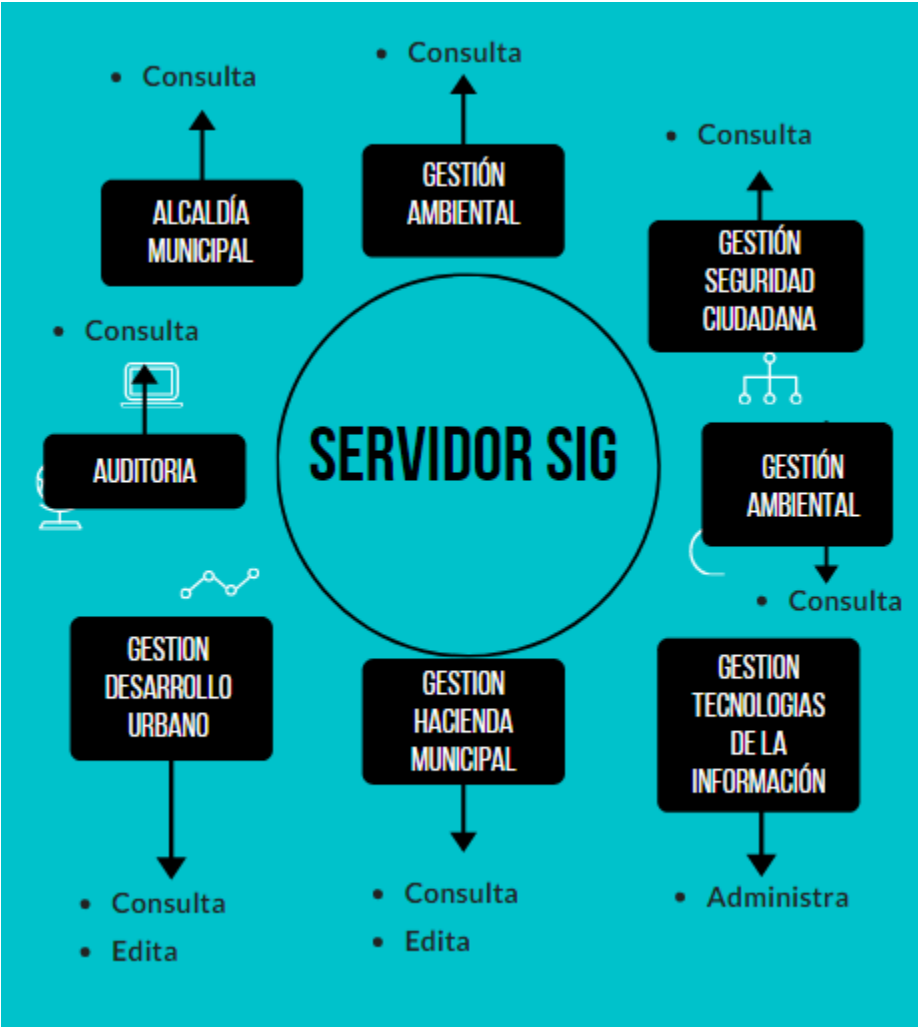 • Consulta
• Consulta
• Consulta
ALCALDÍA
MUNICIPAL
GESTIÓN
AMBIENTAL
GESTIÓN
SEGURIDAD
CIUDADANA
• Consulta
AUDITORIA
SERVIDOR SIG
GESTIÓN
AMBIENTAL
• Consulta
GESTION
DESARROLLO
URBANO
GESTION
HACIENDA
MUNICIPAL
GESTION
TECNOLOGIAS
DE LA
INFORMACIÓN
• Consulta
• Edita
• Consulta
• Edita
• Administra